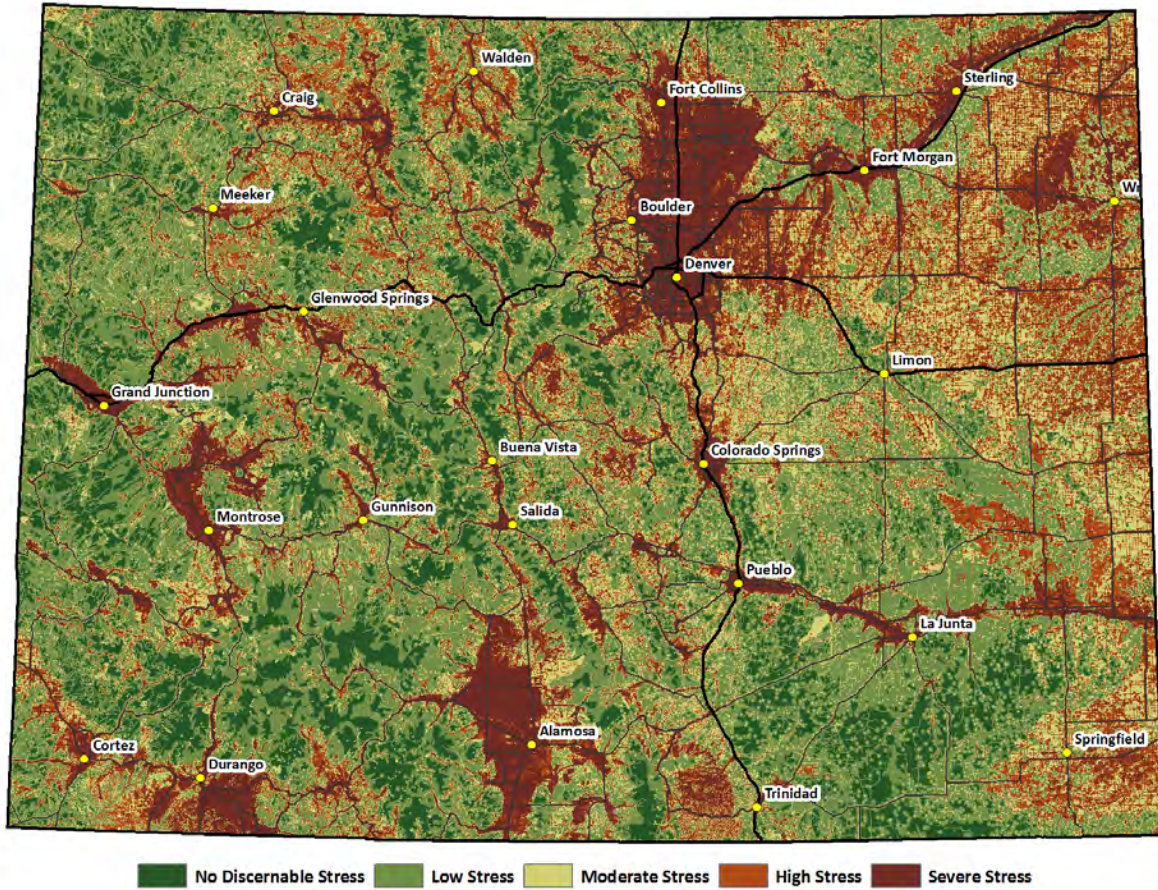 Walden
Craig
Fort Collins
Sterling
Fort Morgan
Meeker
Wr
Boulder
Denver
Glenwood Springs
Limon
Grand Junction
Buena Vista
Colorado Springs
Gunnison
Salida
Montrose
Pueblo
La Junta
Alamosa
Springfield
Cortez
Durango
Trinidad
No Discernable Stress Low Stress Moderate Stress High Stress Severe Stress